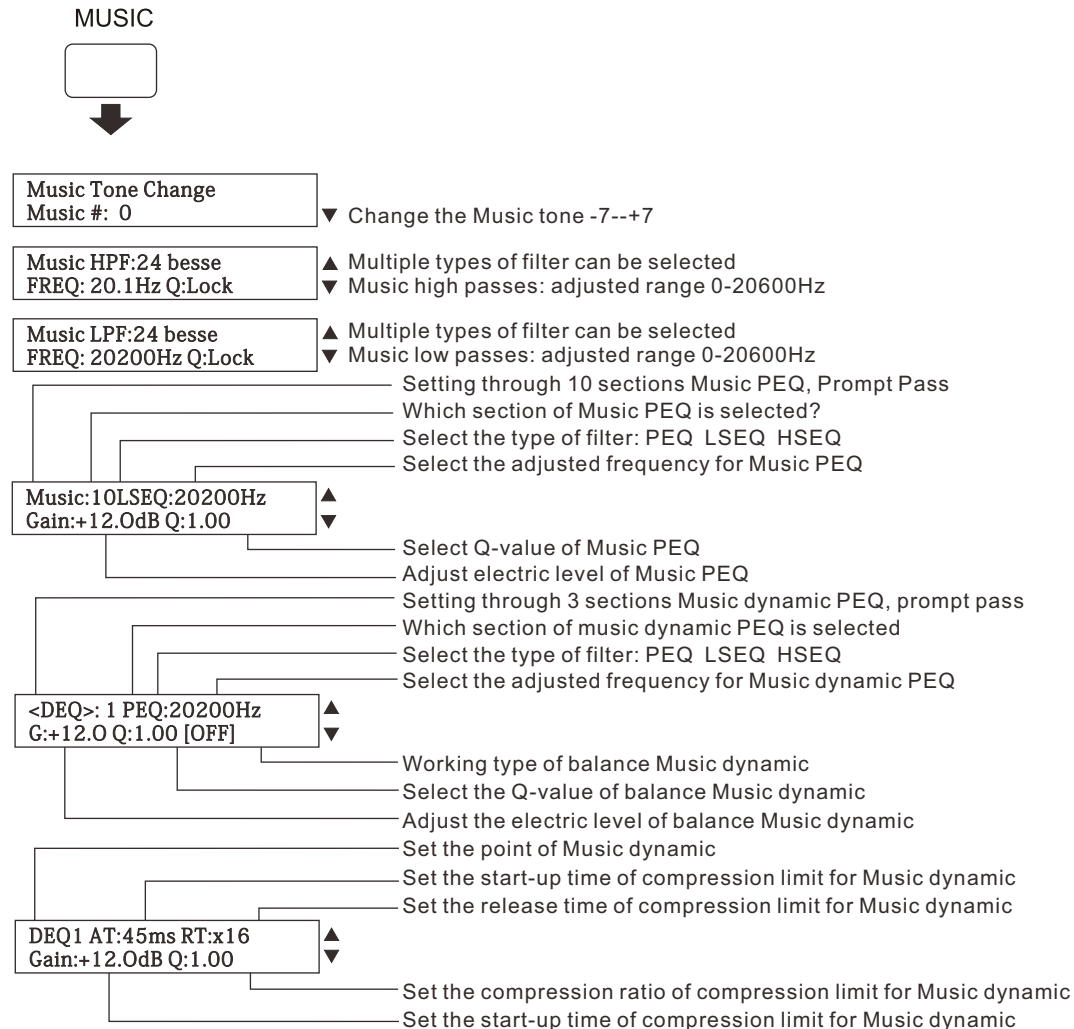 MUSIC
Music Tone Change
Music #: 0
▼ Change the Music tone -7--+7
Music HPF:24 besse
▲ Multiple types of filter can be selected
FREQ: 20.1Hz Q:Lock
▼ Music high passes: adjusted range 0-20600Hz
Music LPF:24 besse
▲ Multiple types of filter can be selected
FREQ: 20200Hz Q:Lock
▼ Music low passes: adjusted range 0-20600Hz
Setting through 10 sections Music PEQ, Prompt Pass
Which section of Music PEQ is selected?
Select the type of filter: PEQ LSEQ HSEQ
Select the adjusted frequency for Music PEQ
Music:10LSEQ:20200Hz ▲
Gain:+12.OdB Q:1.00 ▼
Select Q-value of Music PEQ
Adjust electric level of Music PEQ
Setting through 3 sections Music dynamic PEQ, prompt pass
Which section of music dynamic PEQ is selected
Select the type of filter: PEQ LSEQ HSEQ
Select the adjusted frequency for Music dynamic PEQ
<DEQ>: 1 PEQ:20200Hz ▲
G:+12.O Q:1.00 [OFF] ▼
Working type of balance Music dynamic
Select the Q-value of balance Music dynamic
Adjust the electric level of balance Music dynamic
Set the point of Music dynamic
Set the start-up time of compression limit for Music dynamic
Set the release time of compression limit for Music dynamic
DEQ1 AT:45ms RT:x16 ▲
Gain:+12.OdB Q:1.00 ▼
Set the compression ratio of compression limit for Music dynamic
Set the start-up time of compression limit for Music dynamic